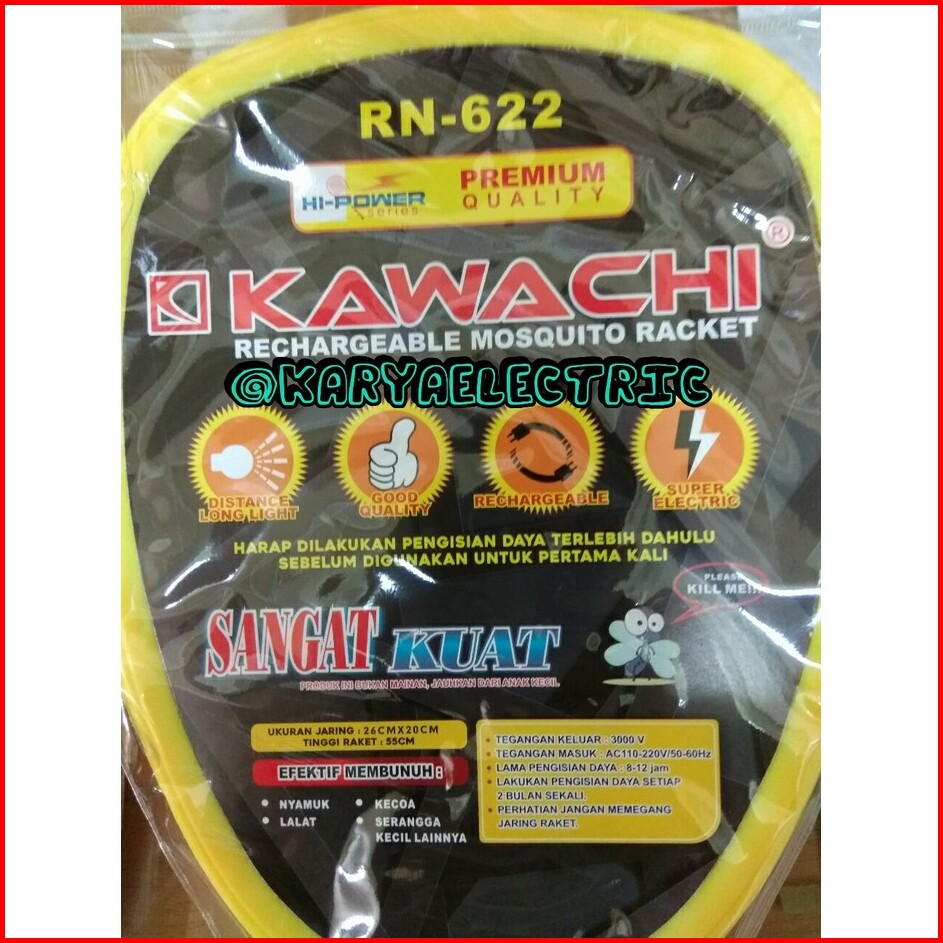 RN-622
HI-POWER
series
PREMIUM
QUALITY
KAWACHI®
RECHARGEABLE MOSQUITO RACKET
@KARYAELECTRIC
DISTANCE
LONG LIGHT
GOOD
QUALITY
RECHARGEABLE
SUPER
ELECTRIC
HARAP DILAKUKAN PENGISIAN DAYA TERLEBIH DAHULU
SEBELUM DIGUNAKAN UNTUK PERTAMA KALI
PLEASE
KILL ME!!!
SANGAT KUAT
PRODUK INI BUKAN MAINAN, JAUHKAN DARI ANAK KECIL
UKURAN JARING : 26CMX20CM
TINGGI RAKET : 55CM
EFEKTIF MEMBUNUH :
• NYAMUK
• LALAT
• KECOA
• SERANGGA
KECIL LAINNYA
• TEGANGAN KELUAR : 3000 V
• TEGANGAN MASUK : AC110-220V/50-60Hz
• LAMA PENGISIAN DAYA : 8-12 jam
• LAKUKAN PENGISIAN DAYA SETIAP
2 BULAN SEKALI.
• PERHATIAN JANGAN MEMEGANG
JARING RAKET.